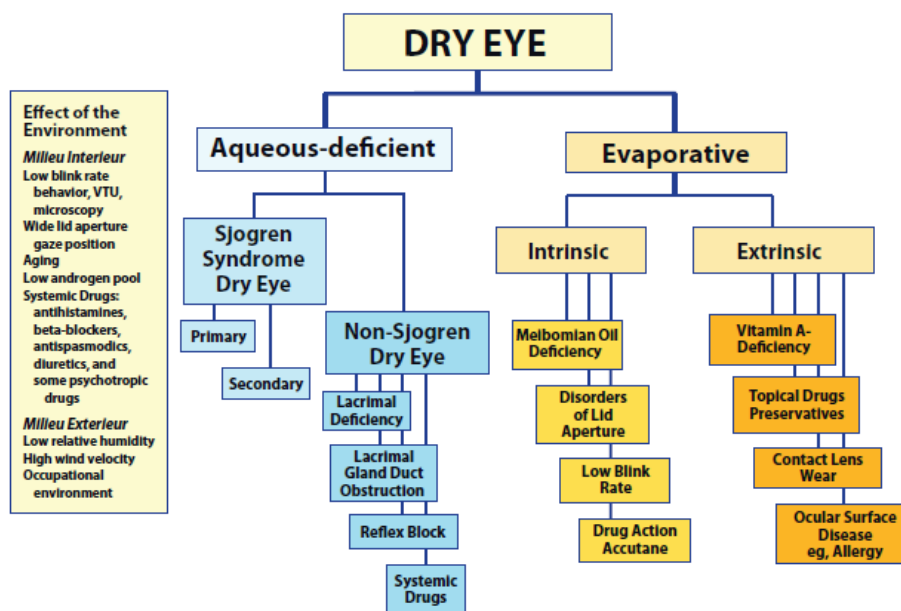 DRY EYE
Effect of the
Environment
Milieu Interieur
Low blink rate
behavior, VTU,
microscopy
Wide lid aperture
gaze position
Aging
Low androgen pool
Systemic Drugs:
antihistamines,
beta-blockers,
antispasmodics,
diuretics, and
some psychotropic
drugs
Milieu Exterieur
Low relative humidity
High wind velocity
Occupational
environment
Aqueous-deficient
Sjogren
Syndrome
Dry Eye
Primary
Secondary
Non-Sjogren
Dry Eye
Lacrimal
Deficiency
Lacrimal
Gland Duct
Obstruction
Reflex Block
Systemic
Drugs
Evaporative
Intrinsic
Meibomian Oil
Deficiency
Disorders
of Lid
Aperture
Low Blink
Rate
Drug Action
Accutane
Extrinsic
Vitamin A-
Deficiency
Topical Drugs
Preservatives
Contact Lens
Wear
Ocular Surface
Disease
eg, Allergy